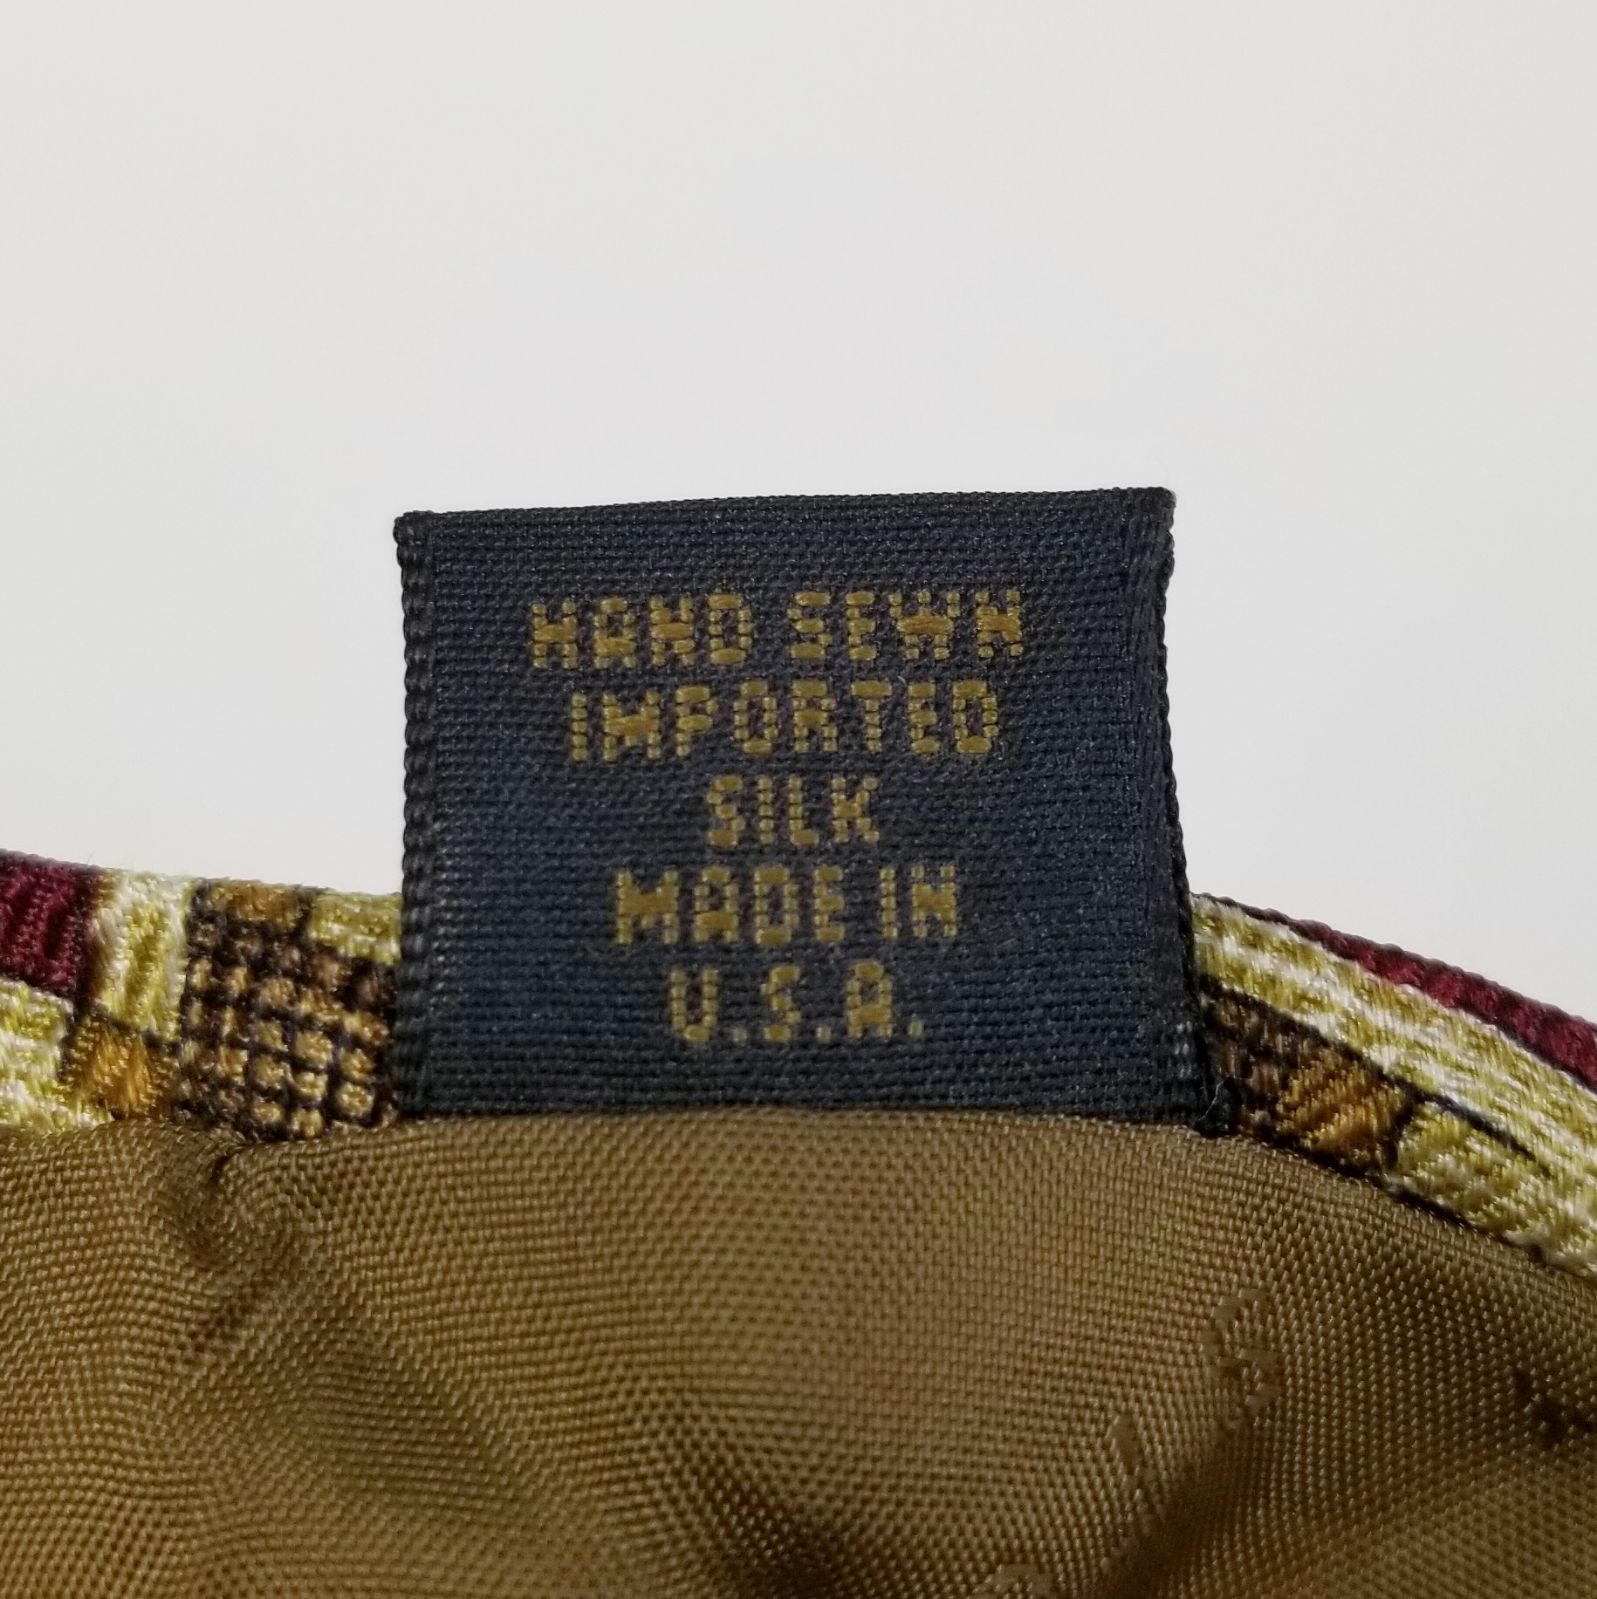 HAND SEWN
IMPORTED
SILK
MADE IN
U.S.A.